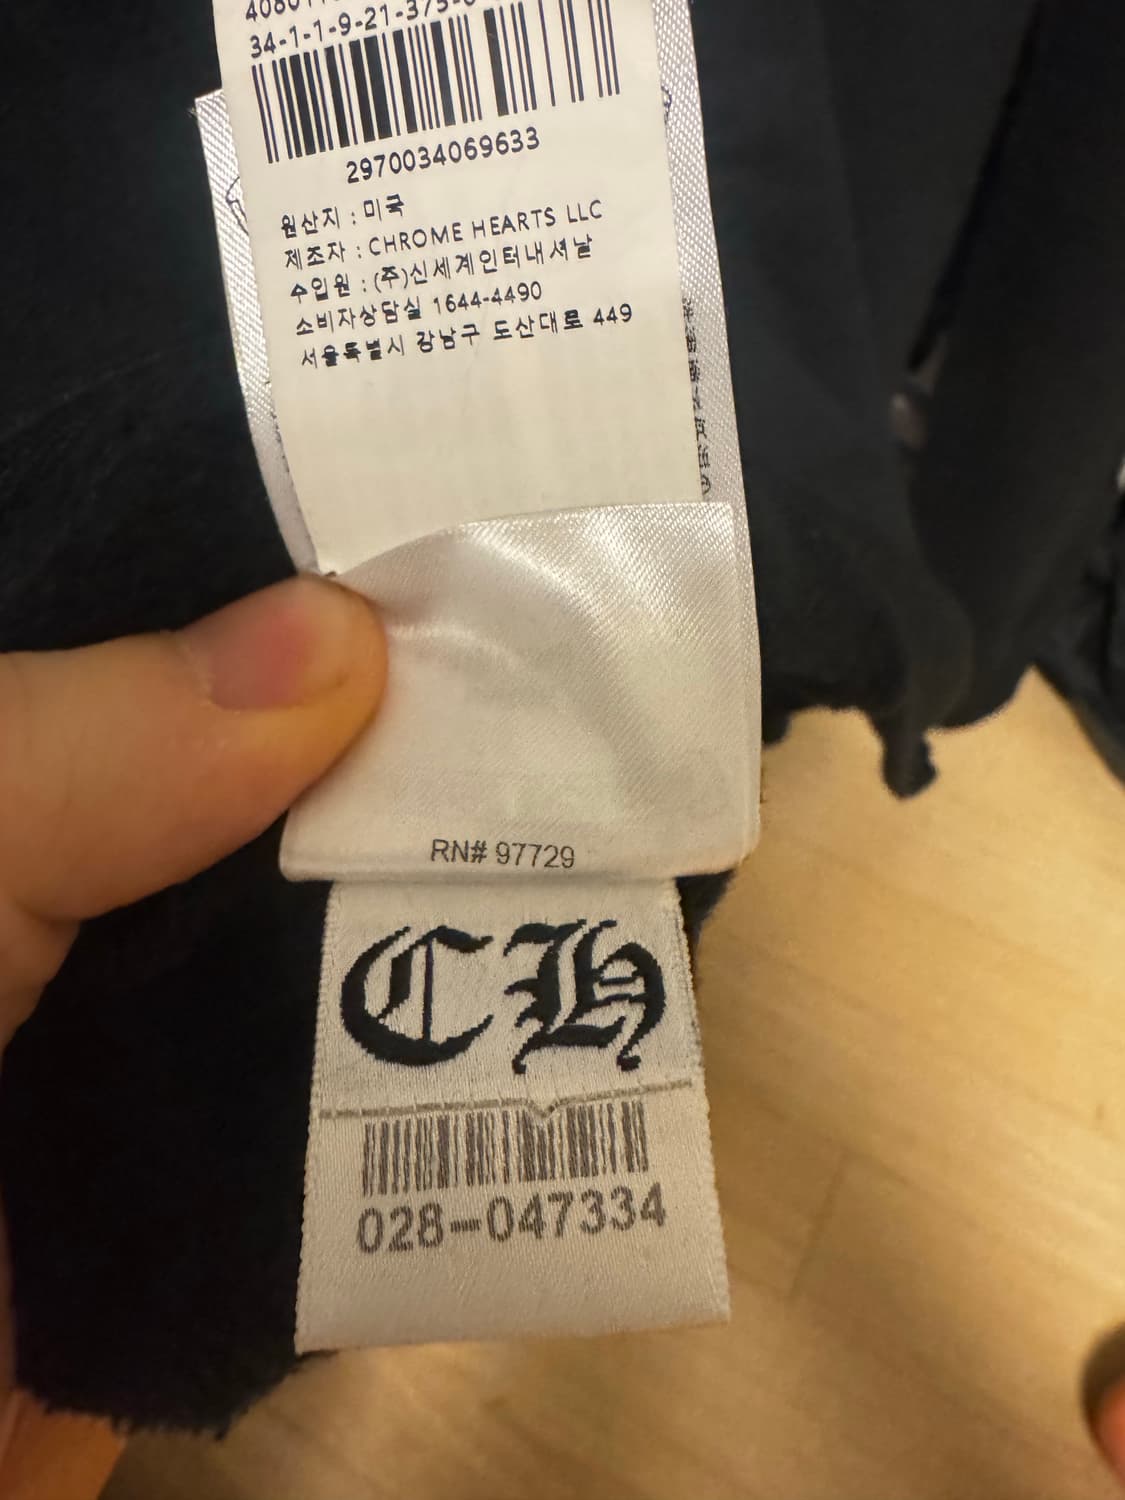 34-1-1-9-21-375-
2970034069633
원산지 : 미국
제조자 : CHROME HEARTS LLC
수입원 : (주)신세계인터내셔날
소비자상담실 1644-4490
서울특별시 강남구 도산대로 449
RN# 97729
CH
028-047334